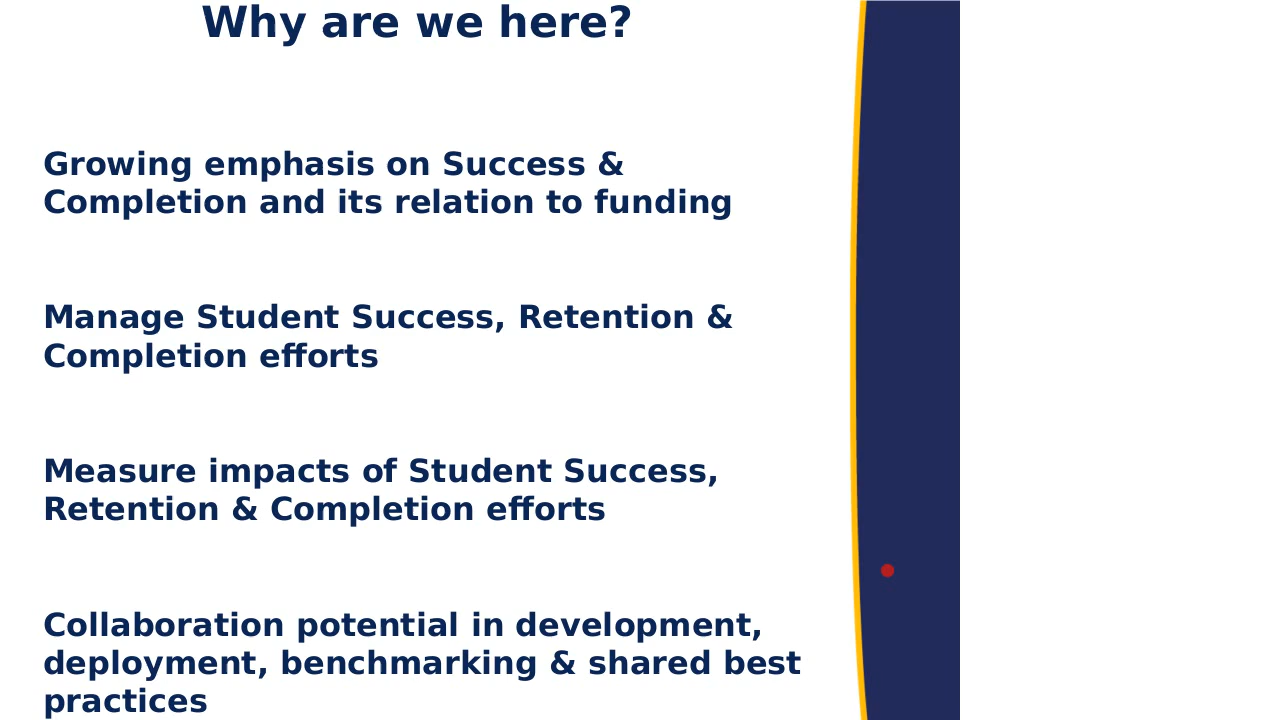 Why are we here?
Growing emphasis on Success &
Completion and its relation to funding
Manage Student Success, Retention &
Completion efforts
Measure impacts of Student Success,
Retention & Completion efforts
Collaboration potential in development,
deployment, benchmarking & shared best
practices